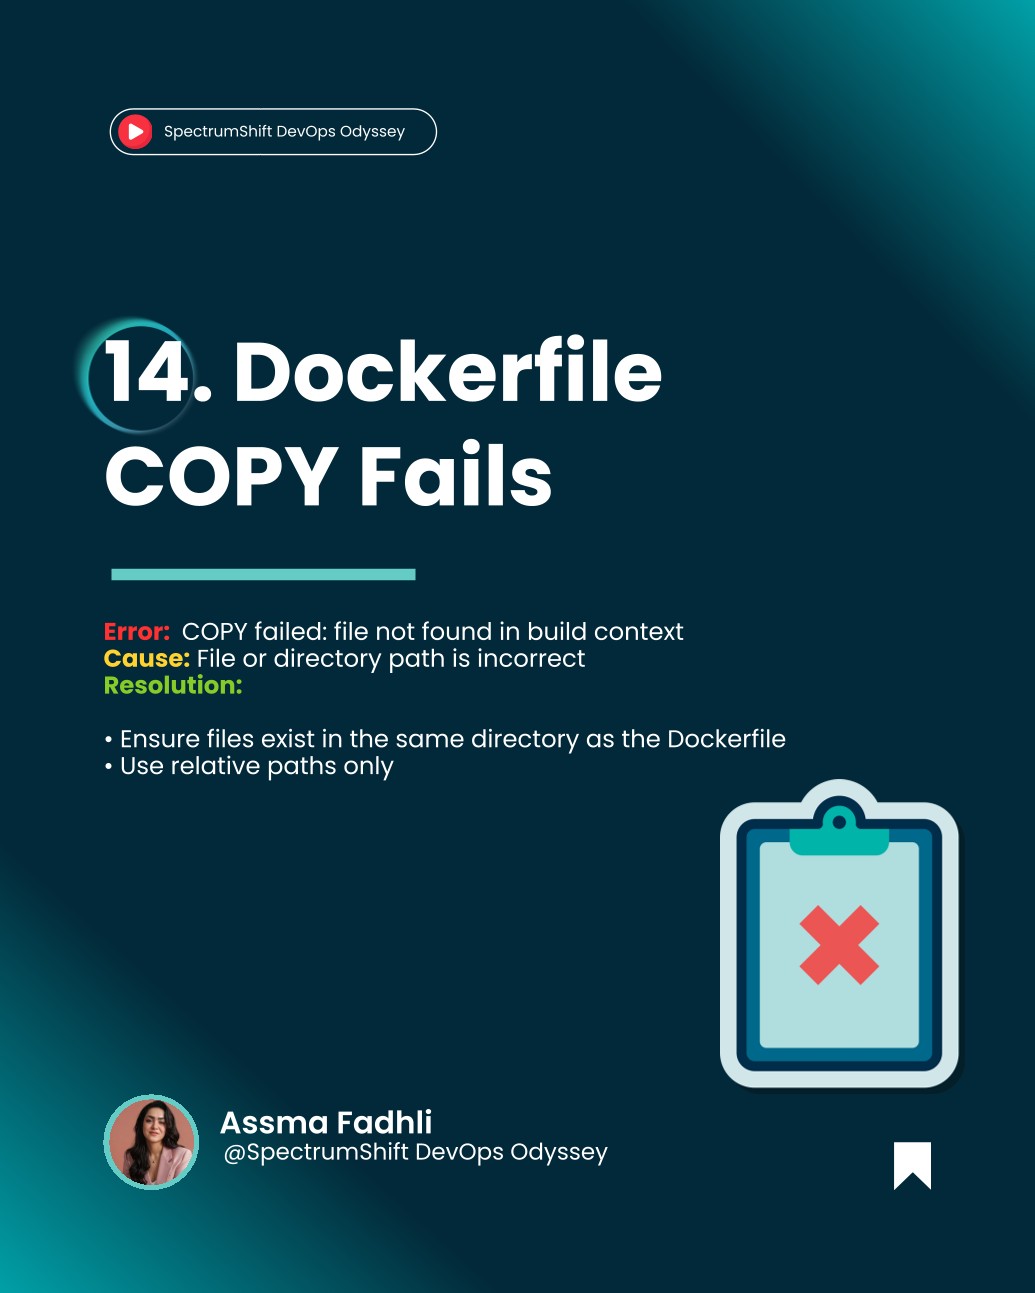 SpectrumShift DevOps Odyssey
14. Dockerfile
COPY Fails
Error: COPY failed: file not found in build context
Cause: File or directory path is incorrect
Resolution:
• Ensure files exist in the same directory as the Dockerfile
• Use relative paths only
Assma Fadhli
@SpectrumShift DevOps Odyssey